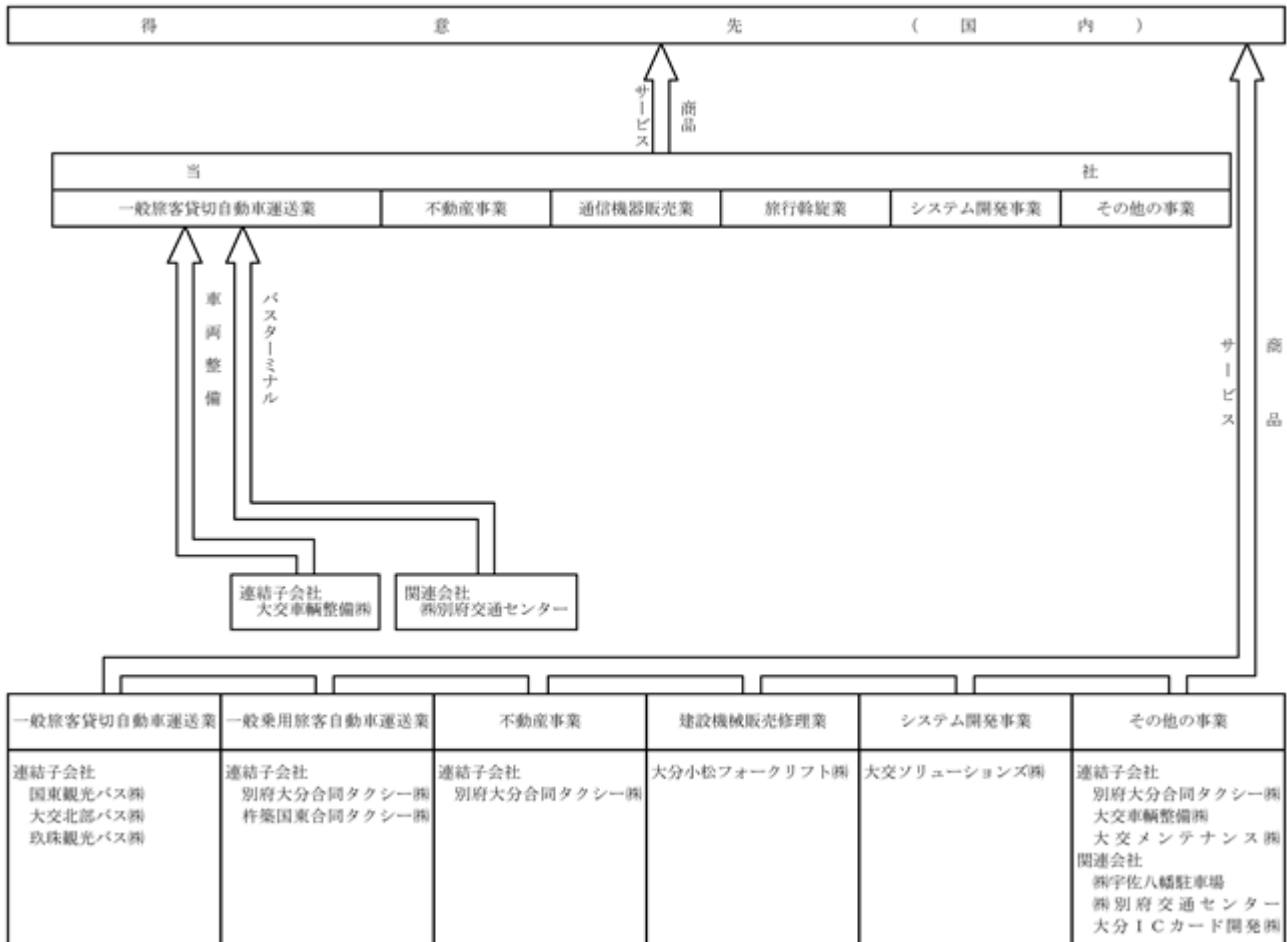 得意先(国内)
サービス
商品
当社
一般旅客貸切自動車運送業
不動産事業
通信機器販売業
旅行斡旋業
システム開発事業
その他の事業
車両整備
バスターミナル
サービス
商品
連結子会社
大交車輌整備㈱
関連会社
㈱別府交通センター
一般旅客貸切自動車運送業
一般乗用旅客自動車運送業
不動産事業
建設機械販売修理業
システム開発事業
その他の事業
連結子会社
国東観光バス㈱
大交北部バス㈱
玖珠観光バス㈱
連結子会社
別府大分合同タクシー㈱
杵築国東合同タクシー㈱
連結子会社
別府大分合同タクシー㈱
大分小松フォークリフト㈱
大交ソリューションズ㈱
連結子会社
別府大分合同タクシー㈱
大交車輌整備㈱
大交メンテナンス㈱
関連会社
㈱宇佐八幡駐車場
㈱別府交通センター
大分ICカード開発㈱